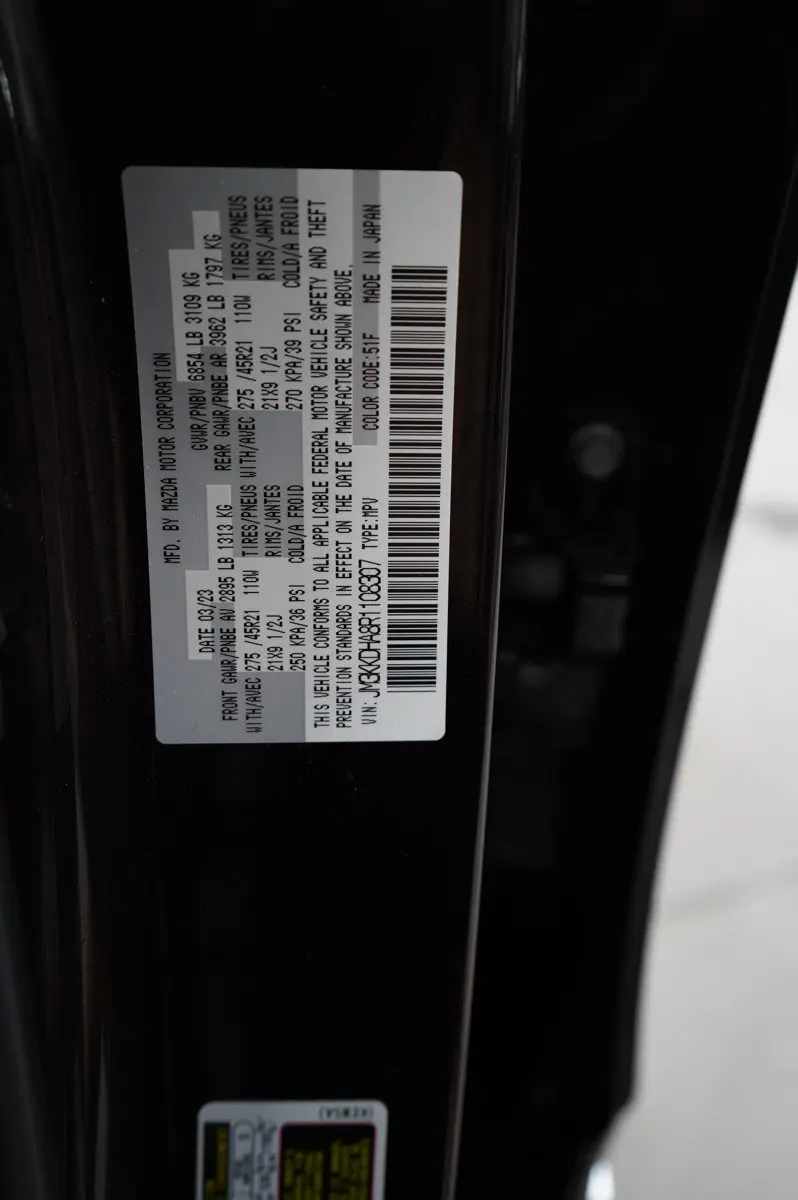 MFD. BY MAZDA MOTOR CORPORATION
DATE 03/23 GVWR/PNBV 6854 LB 3109 KG
FRONT GAWR/PNBE AV 2895 LB 1313 KG REAR GAWR/PNBE AR 3962 LB 1797 KG
WITH/AVEC 275 /45R21 110W TIRES/PNEUS WITH/AVEC 275 /45R21 110W TIRES/PNEUS
21X9 1/2J RIMS/JANTES 21X9 1/2J RIMS/JANTES
250 KPA/36 PSI COLD/A FROID 270 KPA/39 PSI COLD/A FROID
THIS VEHICLE CONFORMS TO ALL APPLICABLE FEDERAL MOTOR VEHICLE SAFETY AND THEFT
PREVENTION STANDARDS IN EFFECT ON THE DATE OF MANUFACTURE SHOWN ABOVE.
VIN: JM3KKDHA8R1108307 TYPE:MPV COLOR CODE:51F MADE IN JAPAN